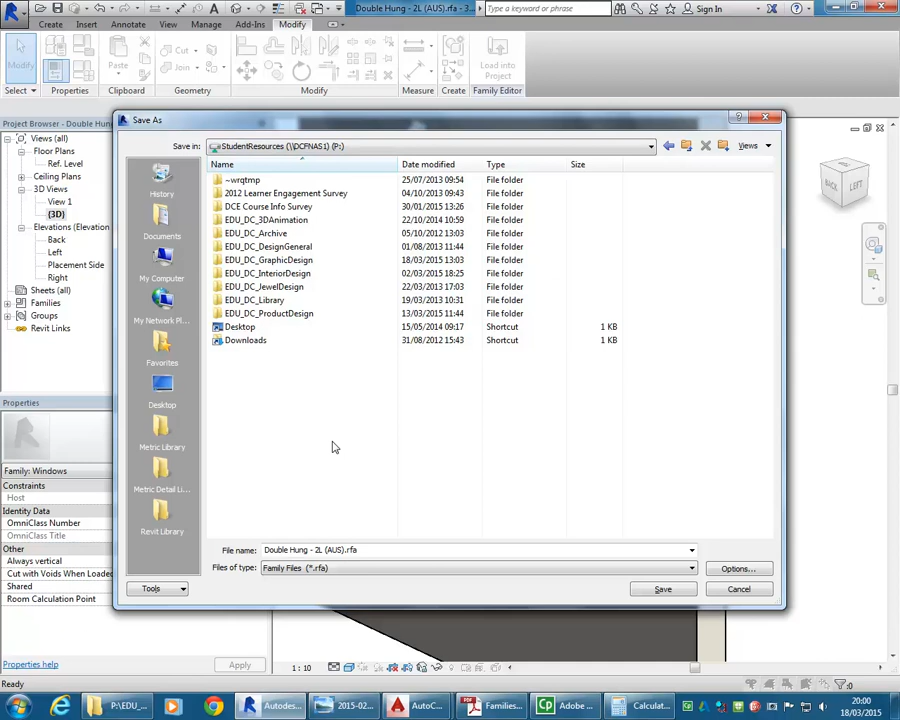 Double Hung - 2L (AUS).rfa - 3...
Type a keyword or phrase
Sign In
Home Insert Annotate View Manage Add-Ins Modify
Modify
Paste
Cut
Join
Load into
Project
Select Properties Clipboard Geometry Modify Measure Create Family Editor
Project Browser - Double Hung
Views (all)
Floor Plans
Ref. Level
3D Views
View 1
(3D)
Elevations (Elevation
Back
Left
Placement Side
Right
Sheets (all)
Families
Groups
Revit Links
Properties
Family: Windows
Constraints
Host
Identity Data
OmniClass Number
OmniClass Title
Other
Always vertical
Cut with Voids When Loaded
Shared
Room Calculation Point
Properties help
Apply
Save As
Save in: StudentResources (\\DCFNAS1) (P:)
Views
Name Date modified Type Size
~wrqtmp 25/07/2013 09:54 File folder
2012 Learner Engagement Survey 04/10/2013 09:43 File folder
DCE Course Info Survey 30/01/2015 13:26 File folder
EDU_DC_3DAnimation 22/10/2014 10:59 File folder
EDU_DC_Archive 05/10/2012 13:03 File folder
EDU_DC_DesignGeneral 01/08/2013 11:44 File folder
EDU_DC_GraphicDesign 18/03/2015 13:03 File folder
EDU_DC_InteriorDesign 02/03/2015 18:25 File folder
EDU_DC_JewelDesign 22/03/2013 17:03 File folder
EDU_DC_Library 19/03/2013 10:31 File folder
EDU_DC_ProductDesign 13/03/2015 11:44 File folder
Desktop 15/05/2014 09:17 Shortcut 1 KB
Downloads 31/08/2012 15:43 Shortcut 1 KB
History
Documents
My Computer
My Network Pl...
Favorites
Desktop
Metric Library
Metric Detail Li...
Revit Library
File name: Double Hung - 2L (AUS).rfa
Files of type: Family Files (*.rfa)
Options...
Tools
Save
Cancel
BACK LEFT
1 : 10
Ready
:0
P:\EDU_...
Autodes...
2015-02...
AutoC...
Families...
Adobe ...
Calculat...
20:00
18/03/2015